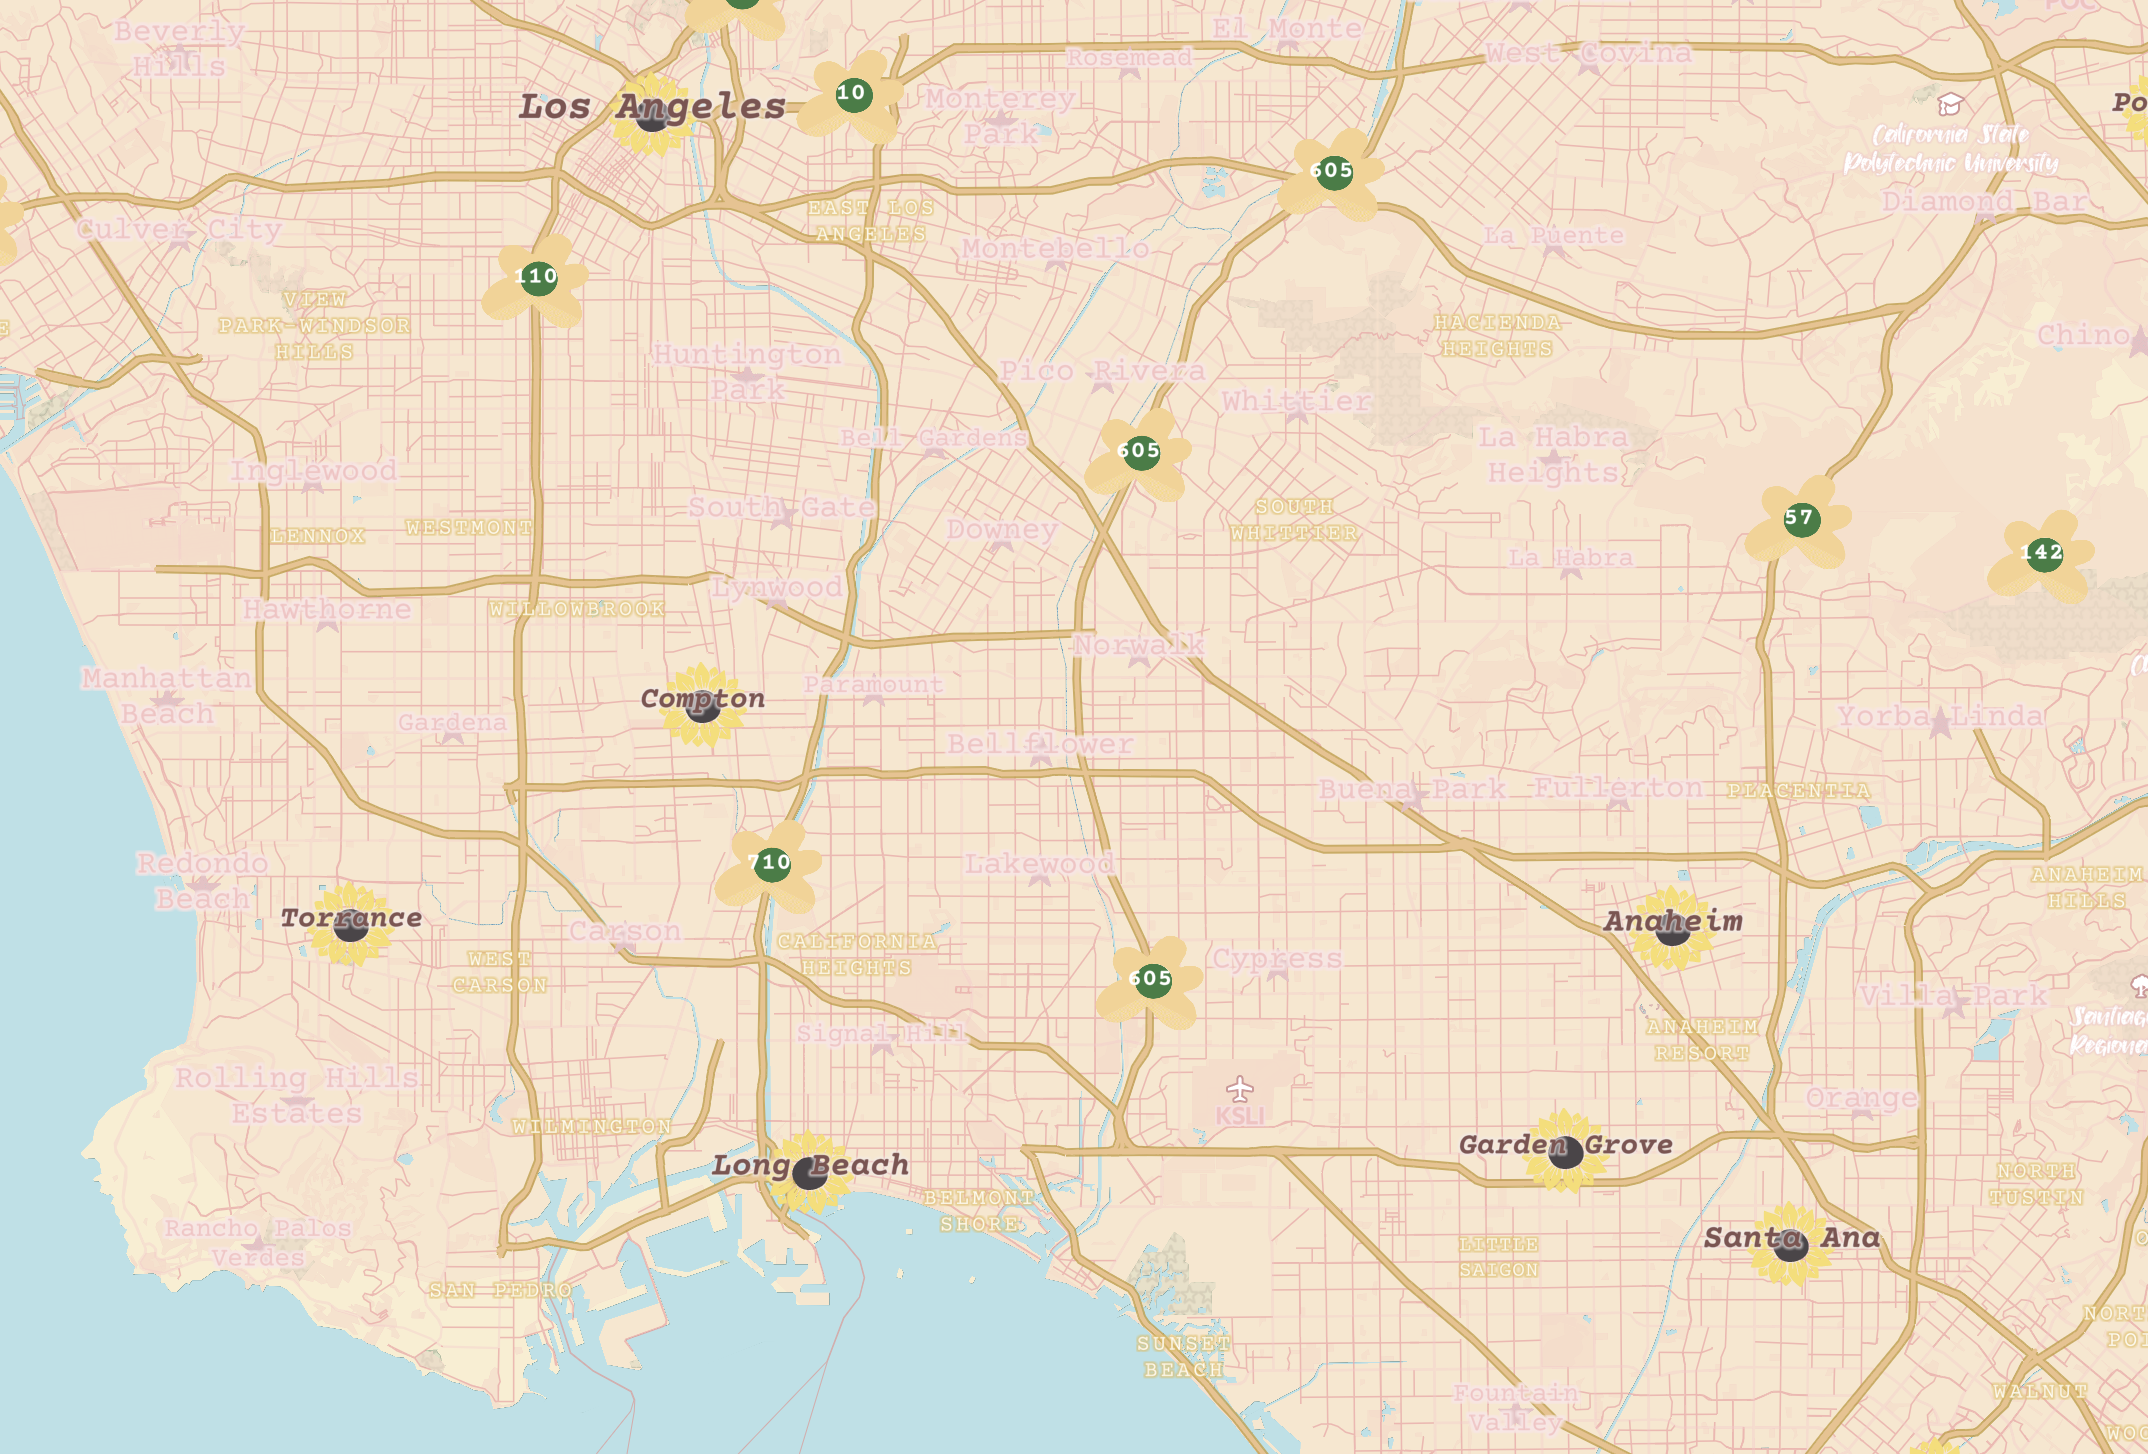 Beverly
Hills
Los Angeles
10
Rosemead
El Monte
West Covina
Monterey
Park
California State
Polytechnic University
605
Diamond Bar
Culver City
EAST LOS
ANGELES
Montebello
La Puente
110
VIEW
PARK-WINDSOR
HILLS
HACIENDA
HEIGHTS
Chino
Huntington
Park
Pico Rivera
Whittier
Bell Gardens
605
La Habra
Heights
Inglewood
South Gate
SOUTH
WHITTIER
57
LENNOX
WESTMONT
Downey
La Habra
142
Lynwood
Hawthorne
WILLOWBROOK
Norwalk
Manhattan
Beach
Compton
Paramount
Gardena
Bellflower
Yorba Linda
Buena Park
Fullerton
PLACENTIA
Redondo
Beach
710
Lakewood
ANAHEIM
HILLS
Torrance
Carson
Anaheim
WEST
CARSON
CALIFORNIA
HEIGHTS
Cypress
605
Villa Park
Signal Hill
ANAHEIM
RESORT
Rolling Hills
Estates
KSLI
Orange
WILMINGTON
Long Beach
Garden Grove
NORTH
TUSTIN
BELMONT
SHORE
Rancho Palos
Verdes
LITTLE
SAIGON
Santa Ana
SAN PEDRO
SUNSET
BEACH
WALNUT
Fountain
Valley